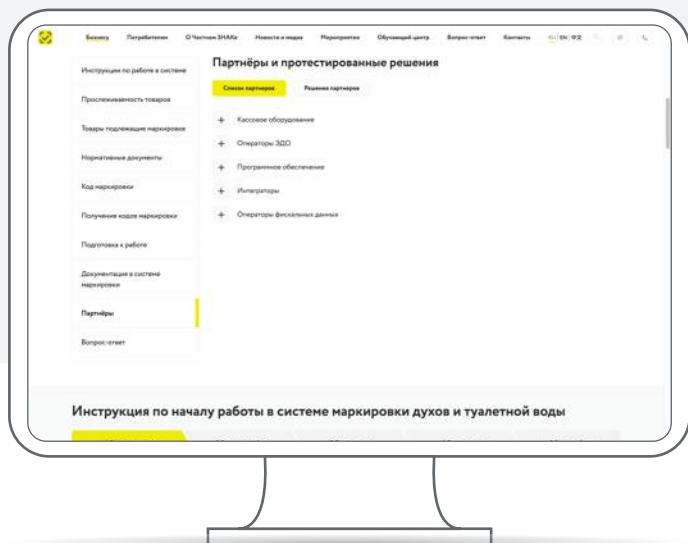 Бизнесу Потребителям О Честном ЗНАКе Новости и медиа Мероприятия Обучающий центр Вопрос-ответ Контакты RU EN 中文
Инструкции по работе в системе
Прослеживаемость товаров
Товары подлежащие маркировке
Нормативные документы
Код маркировки
Получение кодов маркировки
Подготовка к работе
Документация в системе
маркировки
Партнёры
Вопрос-ответ
Партнёры и протестированные решения
Список партнеров Решения партнеров
Кассовое оборудование
Операторы ЭДО
Программное обеспечение
Интеграторы
Операторы фискальных данных
Инструкция по началу работы в системе маркировки духов и туалетной воды